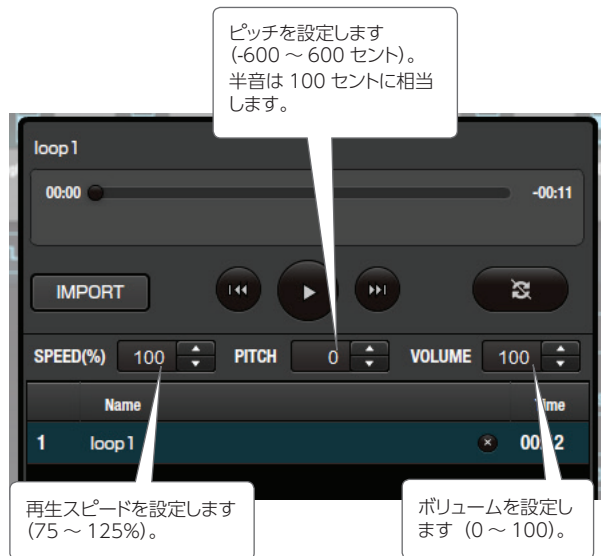 ピッチを設定します
(-600 ～ 600 セント)。
半音は 100 セントに相当
します。
loop1
00:00
-00:11
IMPORT
SPEED(%) 100 PITCH 0 VOLUME 100
Name
1 loop1
再生スピードを設定します
(75 ～ 125%)。
ボリュームを設定し
ます (0 ～ 100)。